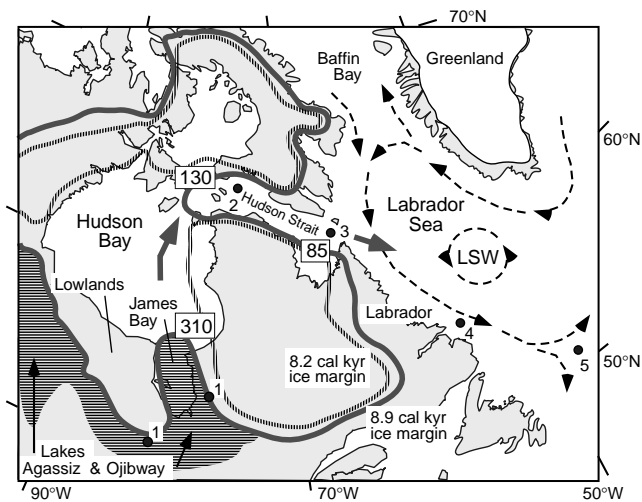 70°N
Baffin
Bay
Greenland
60°N
130
2
Hudson Strait
3
Hudson
Bay
Labrador
Sea
85
LSW
Lowlands
James
Bay
310
Labrador
4
5
50°N
8.2 cal kyr
ice margin
1
1
8.9 cal kyr
ice margin
Lakes
Agassiz & Ojibway
90°W
70°W
50°W